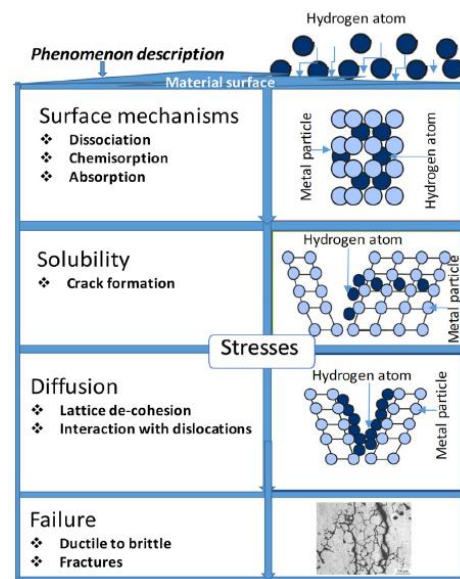 Hydrogen atom
Phenomenon description
Material surface
Surface mechanisms
❖ Dissociation
❖ Chemisorption
❖ Absorption
Metal particle
Hydrogen atom
Solubility
❖ Crack formation
Hydrogen atom
Metal particle
Stresses
Diffusion
❖ Lattice de-cohesion
❖ Interaction with dislocations
Hydrogen atom
Metal particle
Failure
❖ Ductile to brittle
❖ Fractures